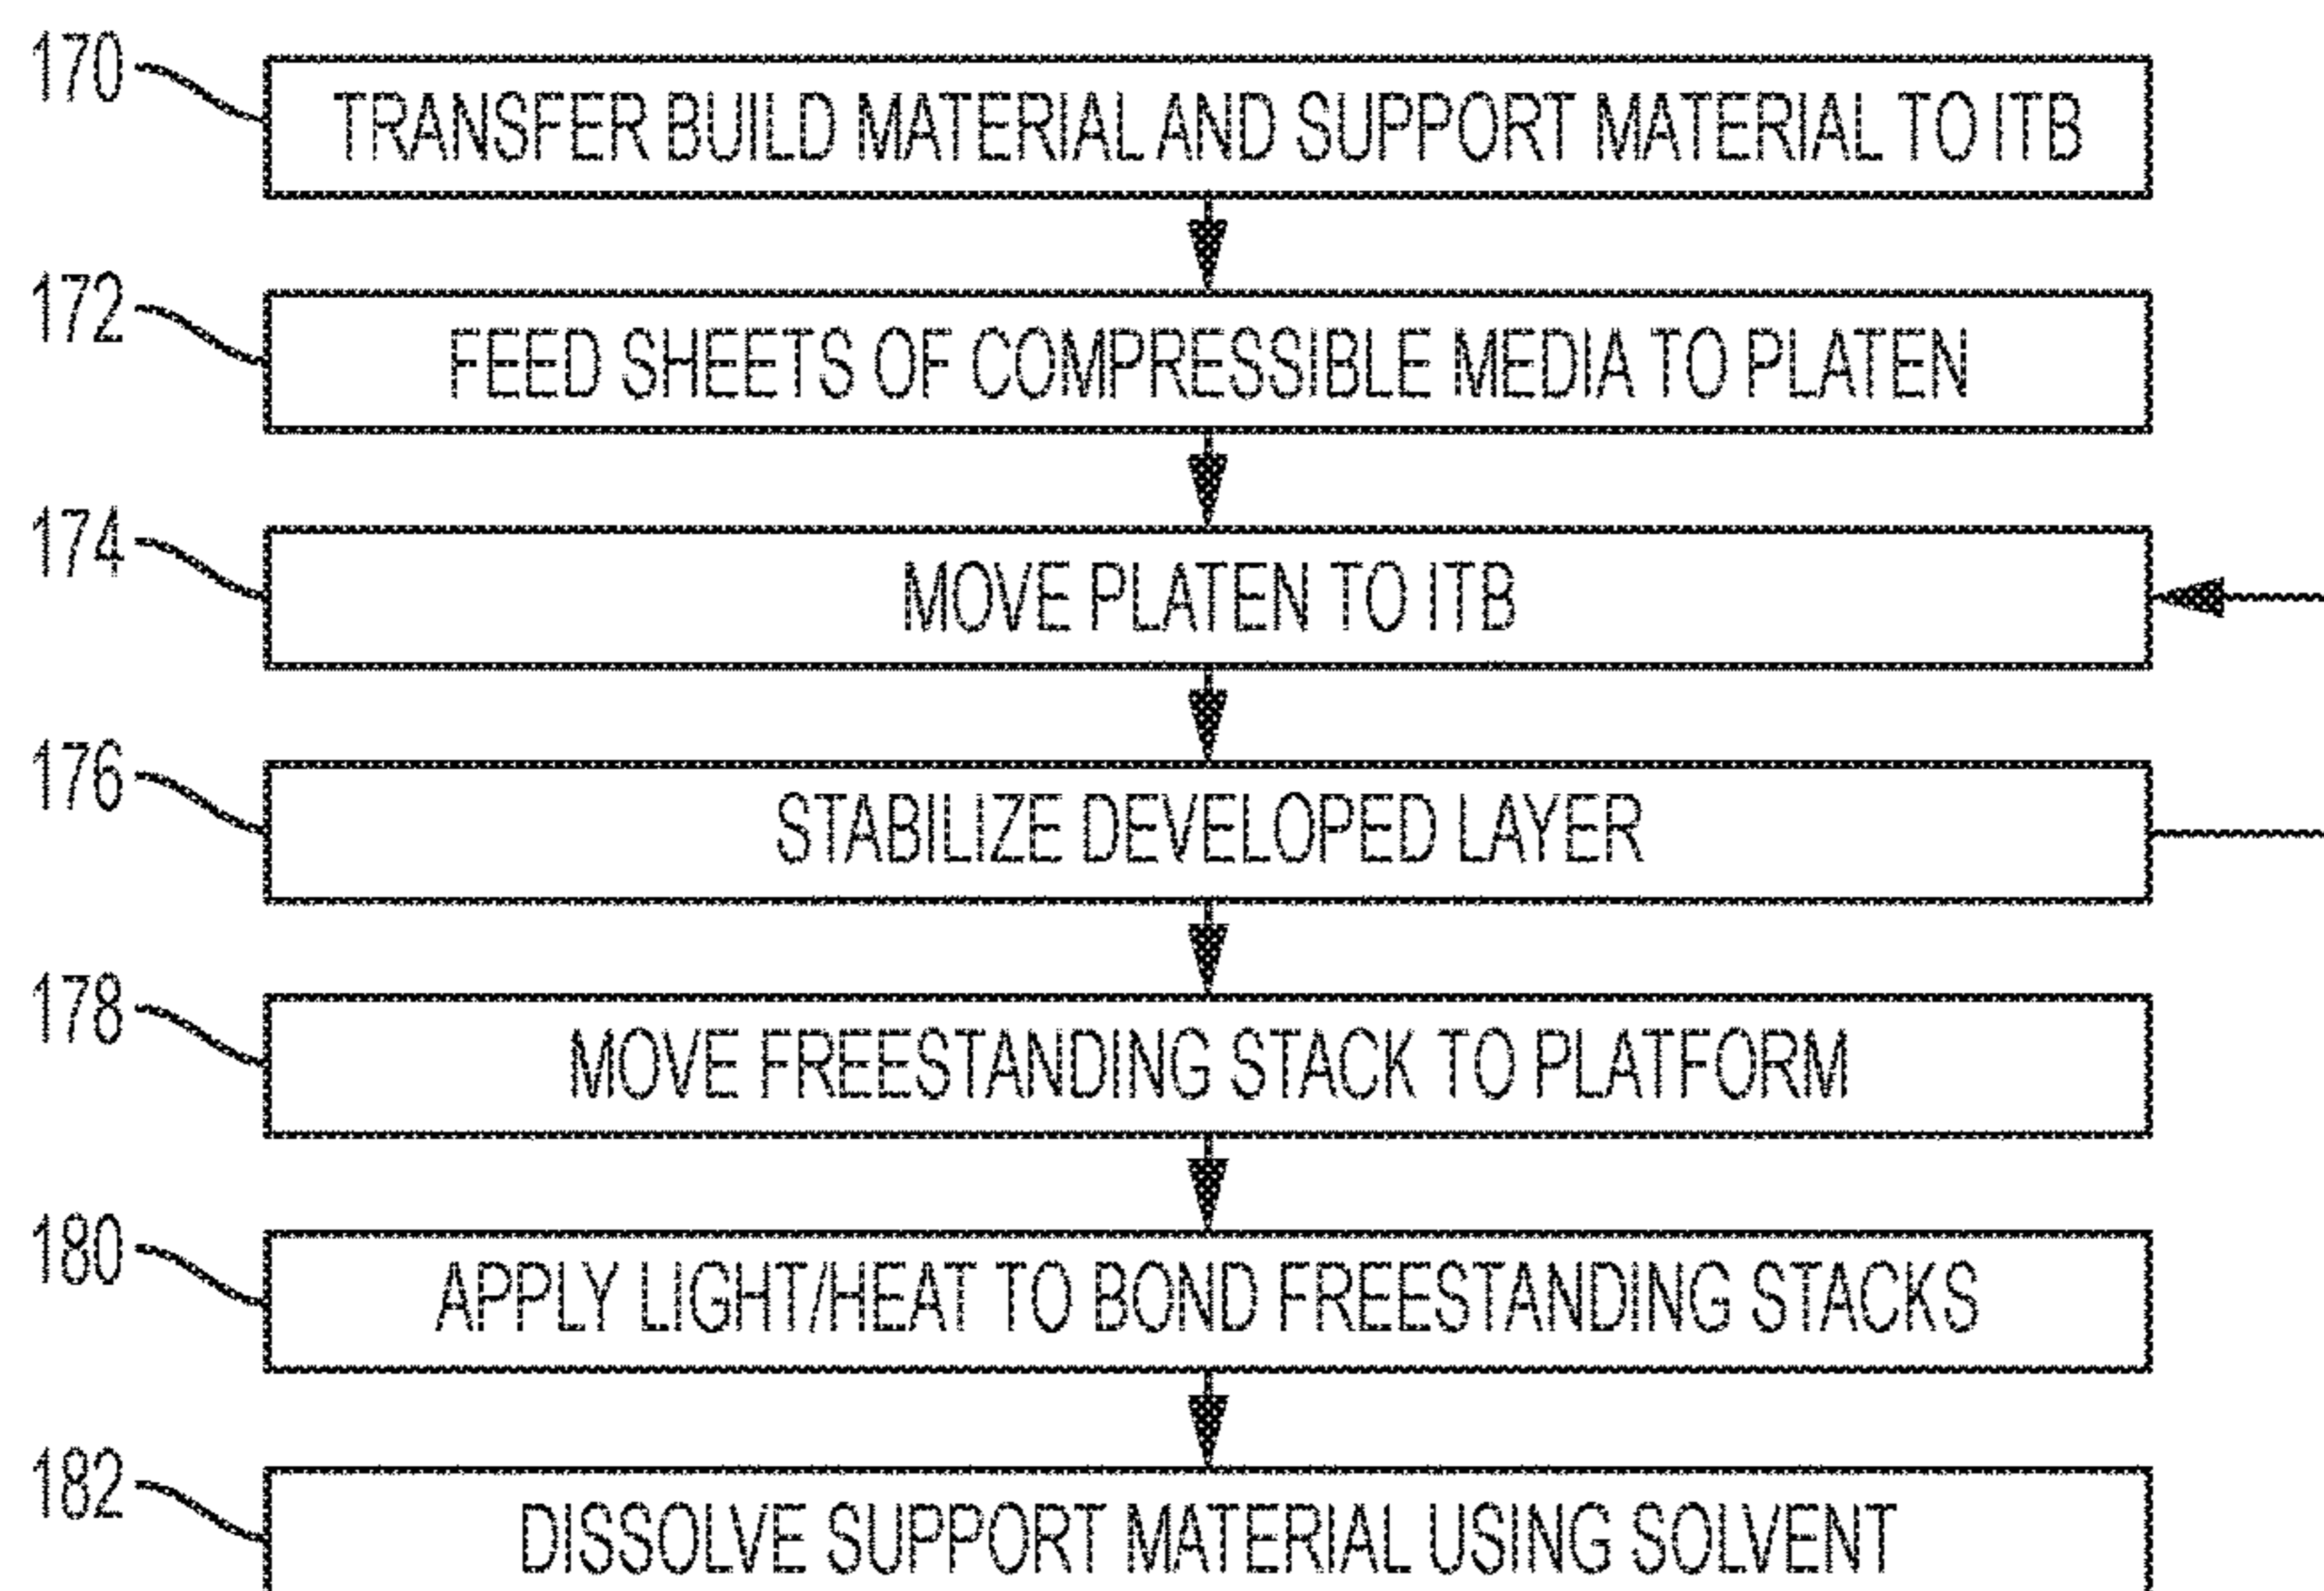 170 TRANSFER BUILD MATERIAL AND SUPPORT MATERIAL TO ITB
172 FEED SHEETS OF COMPRESSIBLE MEDIA TO PLATEN
174 MOVE PLATEN TO ITB
176 STABILIZE DEVELOPED LAYER
178 MOVE FREESTANDING STACK TO PLATFORM
180 APPLY LIGHT/HEAT TO BOND FREESTANDING STACKS
182 DISSOLVE SUPPORT MATERIAL USING SOLVENT